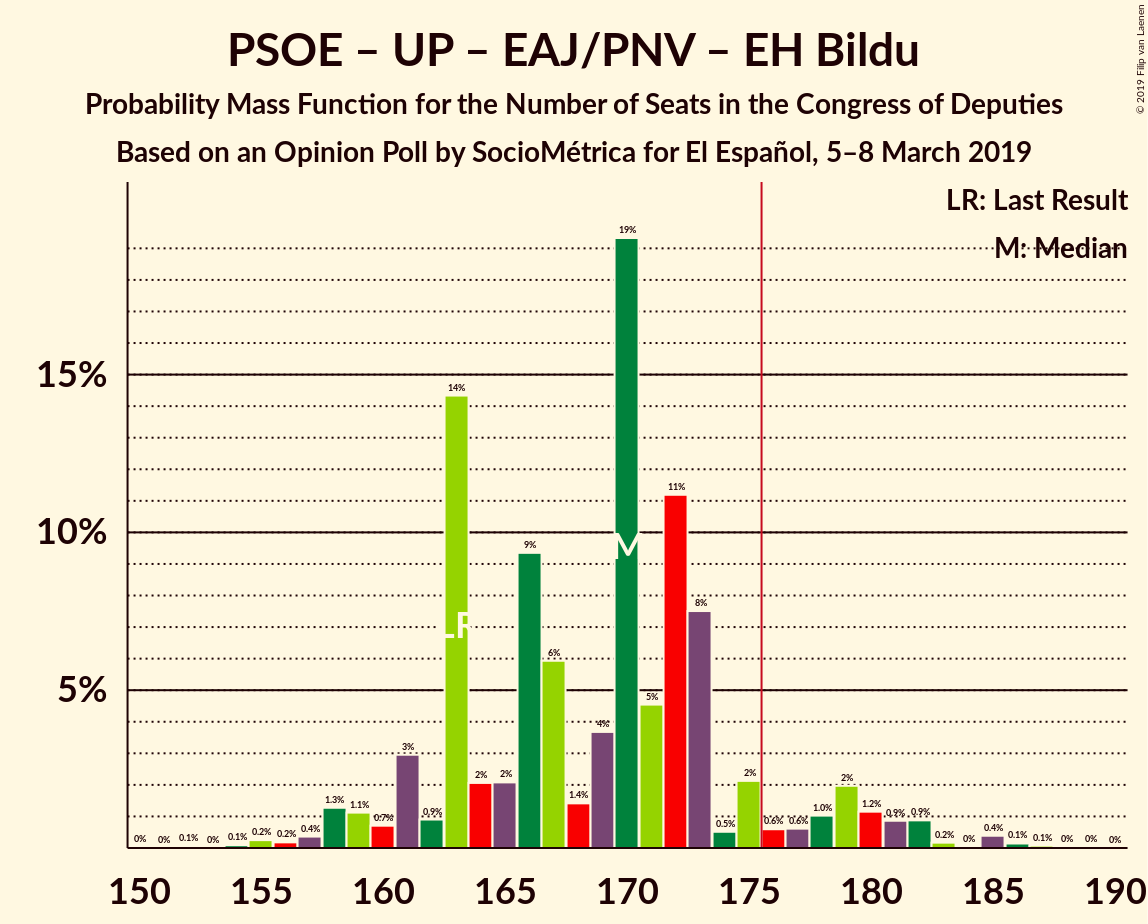 PSOE – UP – EAJ/PNV – EH Bildu
Probability Mass Function for the Number of Seats in the Congress of Deputies
Based on an Opinion Poll by SocioMétrica for El Español, 5–8 March 2019
© 2019 Filip van Laenen
LR: Last Result
M: Median
15%
10%
5%
0% 0% 0.1% 0% 0.1% 0.2% 0.2% 0.4% 1.3% 1.1% 0.7% 3% 0.9% 14% 2% 2% 9% 6% 1.4% 4% 19% 5% 11% 8% 0.5% 2% 0.6% 0.6% 1.0% 2% 1.2% 0.9% 0.9% 0.2% 0% 0.4% 0.1% 0.1% 0% 0% 0%
LR
M
150 155 160 165 170 175 180 185 190